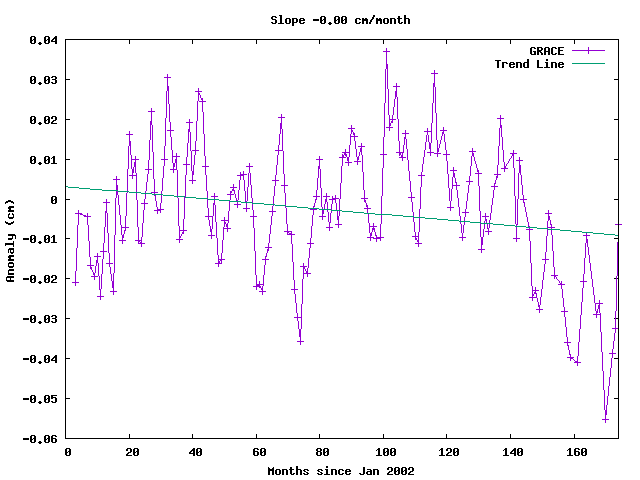 Slope -0.00 cm/month
GRACE
Trend Line
0.04
0.03
0.02
0.01
0
-0.01
-0.02
-0.03
-0.04
-0.05
-0.06
Anomaly (cm)
0 20 40 60 80 100 120 140 160
Months since Jan 2002